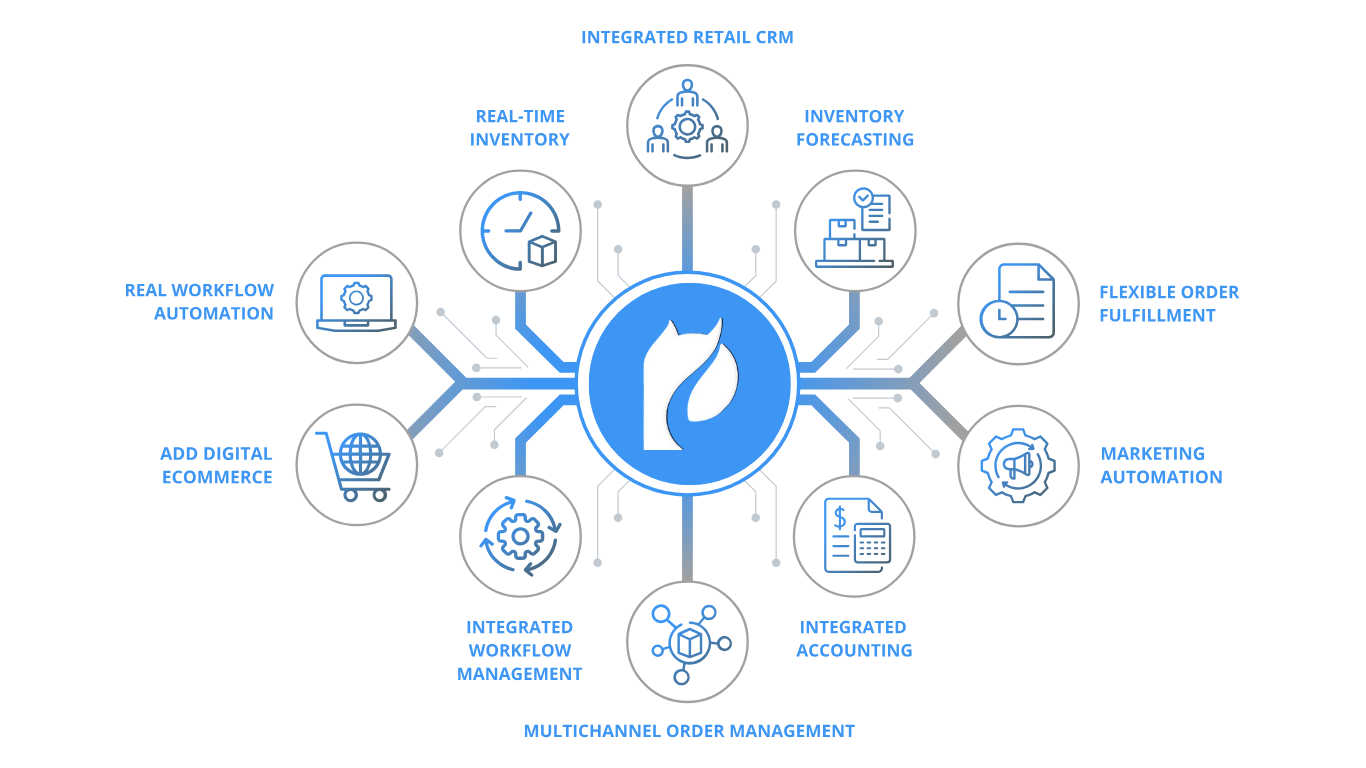 INTEGRATED RETAIL CRM
REAL-TIME
INVENTORY
INVENTORY
FORECASTING
REAL WORKFLOW
AUTOMATION
FLEXIBLE ORDER
FULFILLMENT
ADD DIGITAL
ECOMMERCE
MARKETING
AUTOMATION
$
INTEGRATED
WORKFLOW
MANAGEMENT
INTEGRATED
ACCOUNTING
MULTICHANNEL ORDER MANAGEMENT